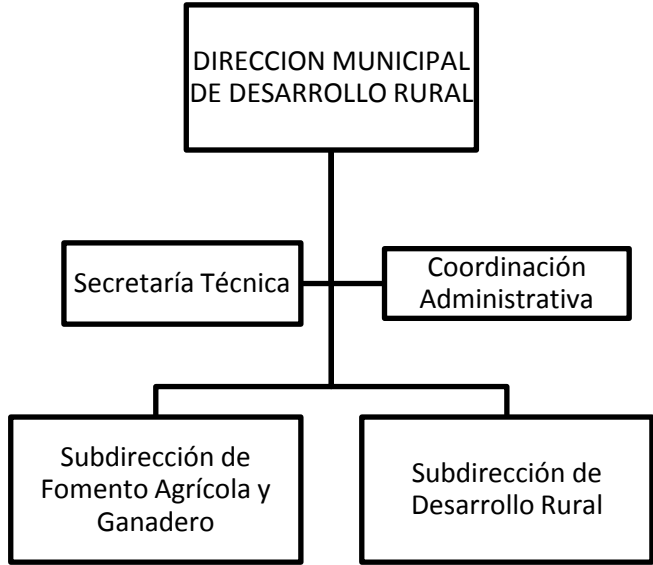 DIRECCION MUNICIPAL
DE DESARROLLO RURAL
Secretaría Técnica
Coordinación
Administrativa
Subdirección de
Fomento Agrícola y
Ganadero
Subdirección de
Desarrollo Rural